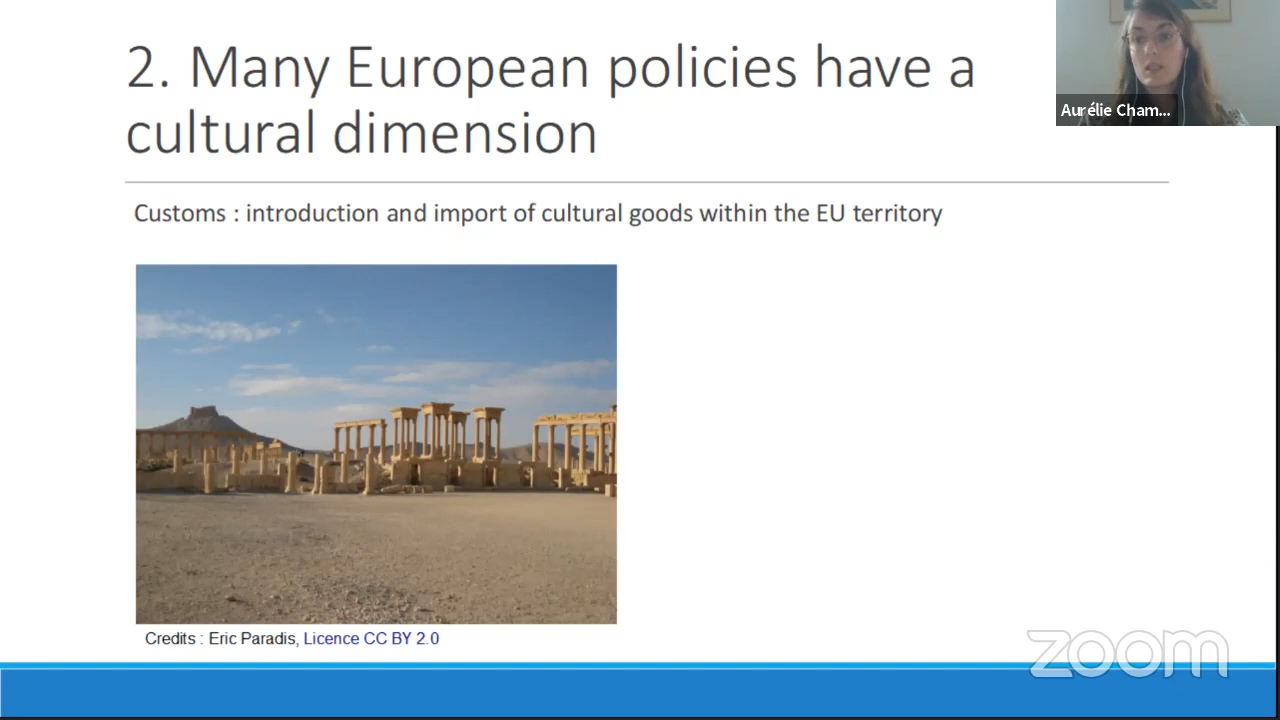 2. Many European policies have a
cultural dimension
Aurélie Cham...
Customs : introduction and import of cultural goods within the EU territory
Credits : Eric Paradis, Licence CC BY 2.0
zoom